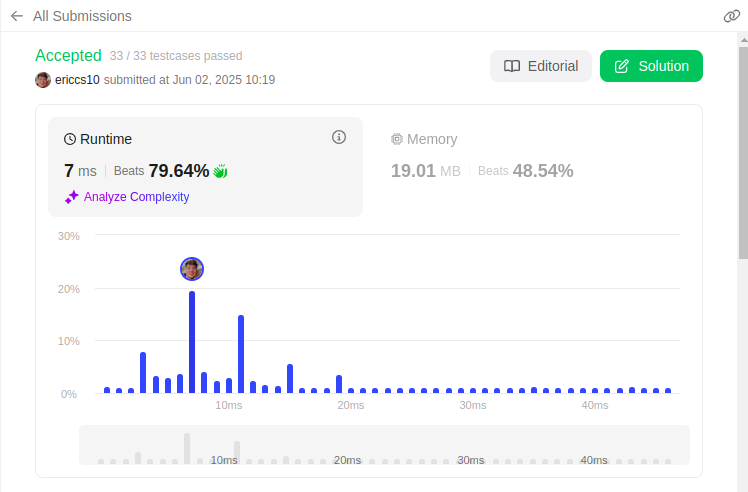 All Submissions
Accepted 33 / 33 testcases passed
ericcs10 submitted at Jun 02, 2025 10:19
Editorial
Solution
Runtime
7 ms Beats 79.64%
Analyze Complexity
Memory
19.01 MB Beats 48.54%
30%
20%
10%
0%
10ms 20ms 30ms 40ms
10ms 20ms 30ms 40ms